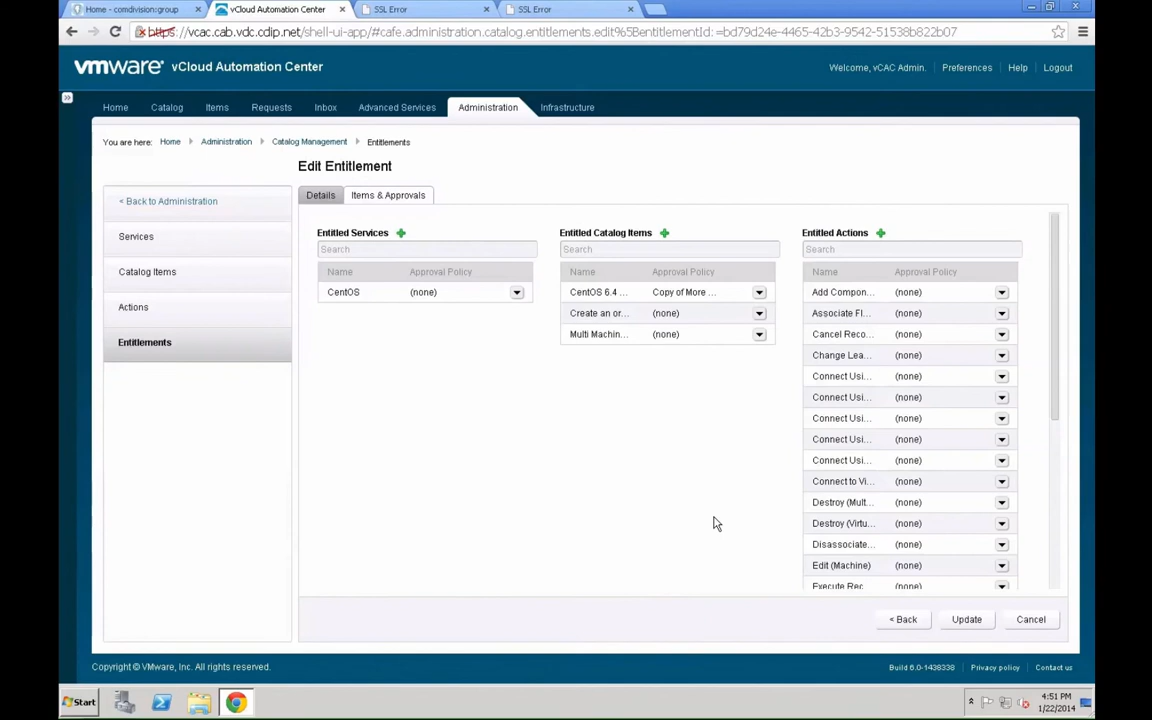 Home - comdivision:group
vCloud Automation Center
SSL Error
SSL Error
https://vcac.cab.vdc.cdip.net/shell-ui-app/#cafe.administration.catalog.entitlements.edit%5BentitlementId: =bd79d24e-4465-42b3-9542-51538b822b07
vmware vCloud Automation Center
Welcome, vCAC Admin. Preferences Help Logout
Home Catalog Items Requests Inbox Advanced Services Administration Infrastructure
You are here: Home Administration Catalog Management Entitlements
Edit Entitlement
< Back to Administration
Services
Catalog Items
Actions
Entitlements
Details Items & Approvals
Entitled Services
Search
Name Approval Policy
CentOS (none)
Entitled Catalog Items
Search
Name Approval Policy
CentOS 6.4 ... Copy of More ...
Create an or... (none)
Multi Machin... (none)
Entitled Actions
Search
Name Approval Policy
Add Compon... (none)
Associate Fl... (none)
Cancel Reco... (none)
Change Lea... (none)
Connect Usi... (none)
Connect Usi... (none)
Connect Usi... (none)
Connect Usi... (none)
Connect Usi... (none)
Connect to Vi... (none)
Destroy (Mult... (none)
Destroy (Virtu... (none)
Disassociate... (none)
Edit (Machine) (none)
Execute Rec... (none)
< Back Update Cancel
Copyright © VMware, Inc. All rights reserved.
Build 6.0-1438338 Privacy policy Contact us
Start
4:51 PM
1/22/2014